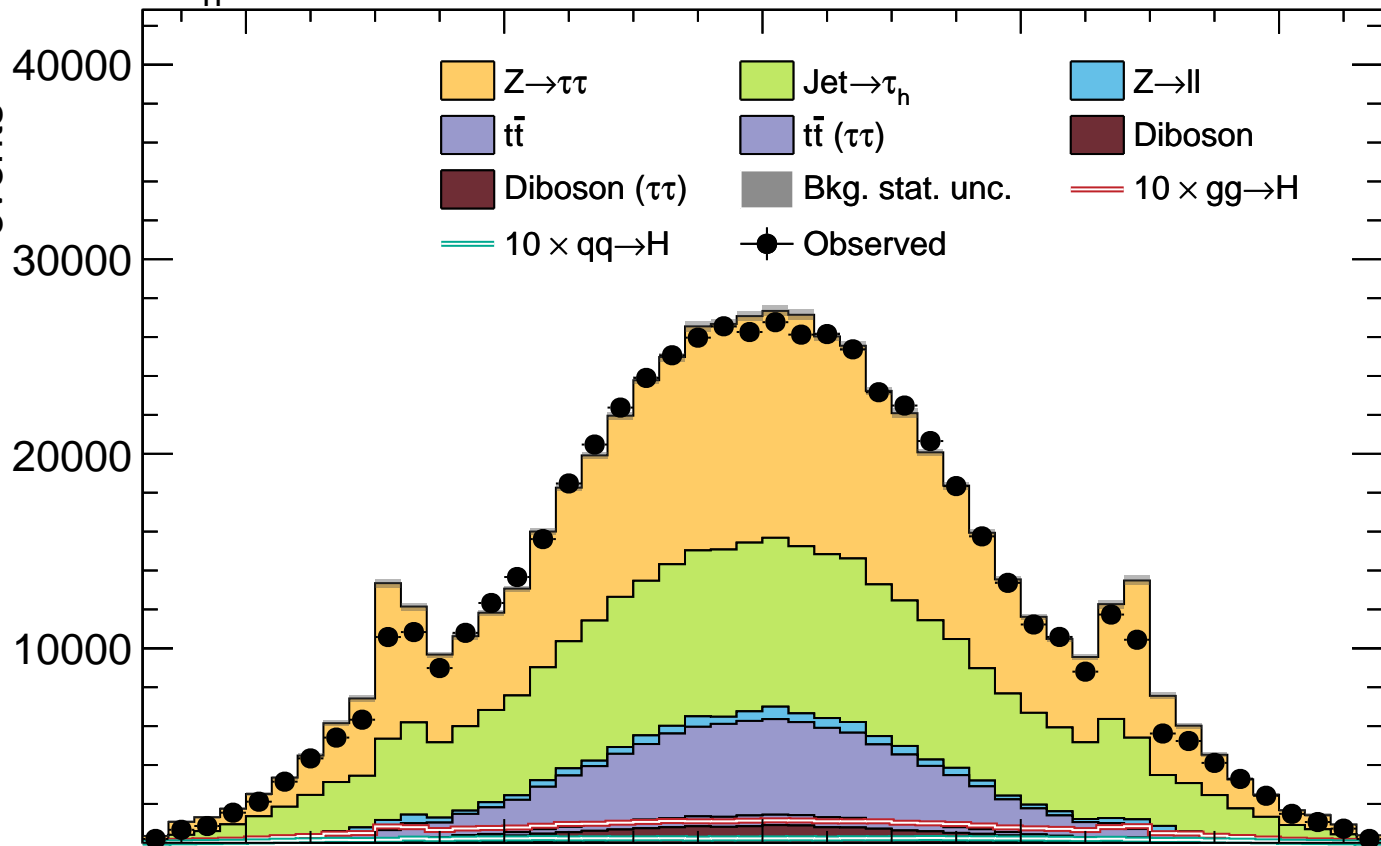 40000
Z→ττ Jet→τh Z→ll
tt̄ tt̄ (ττ) Diboson
Diboson (ττ) Bkg. stat. unc. 10 × gg→H
10 × qq→H Observed
30000
20000
10000